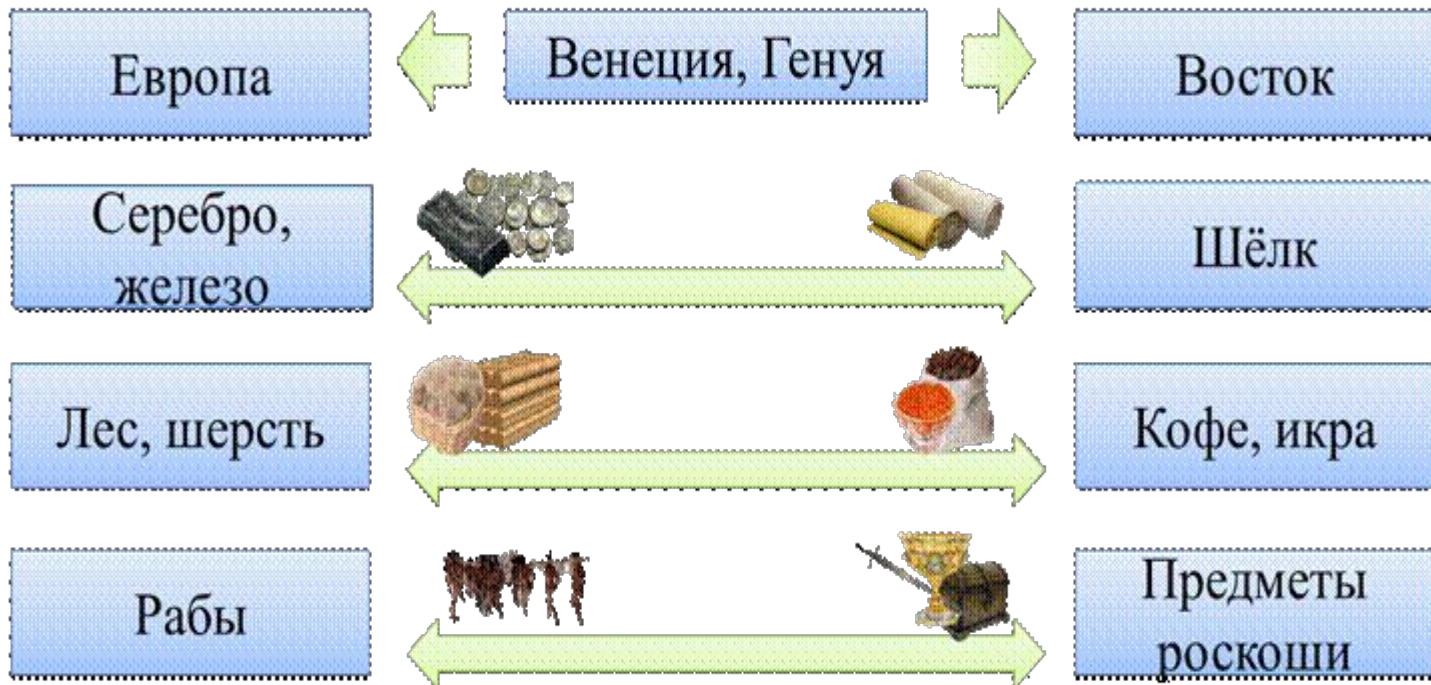 Европа
Венеция, Генуя
Восток
Серебро,
железо
Шёлк
Лес, шерсть
Кофе, икра
Рабы
Предметы
роскоши